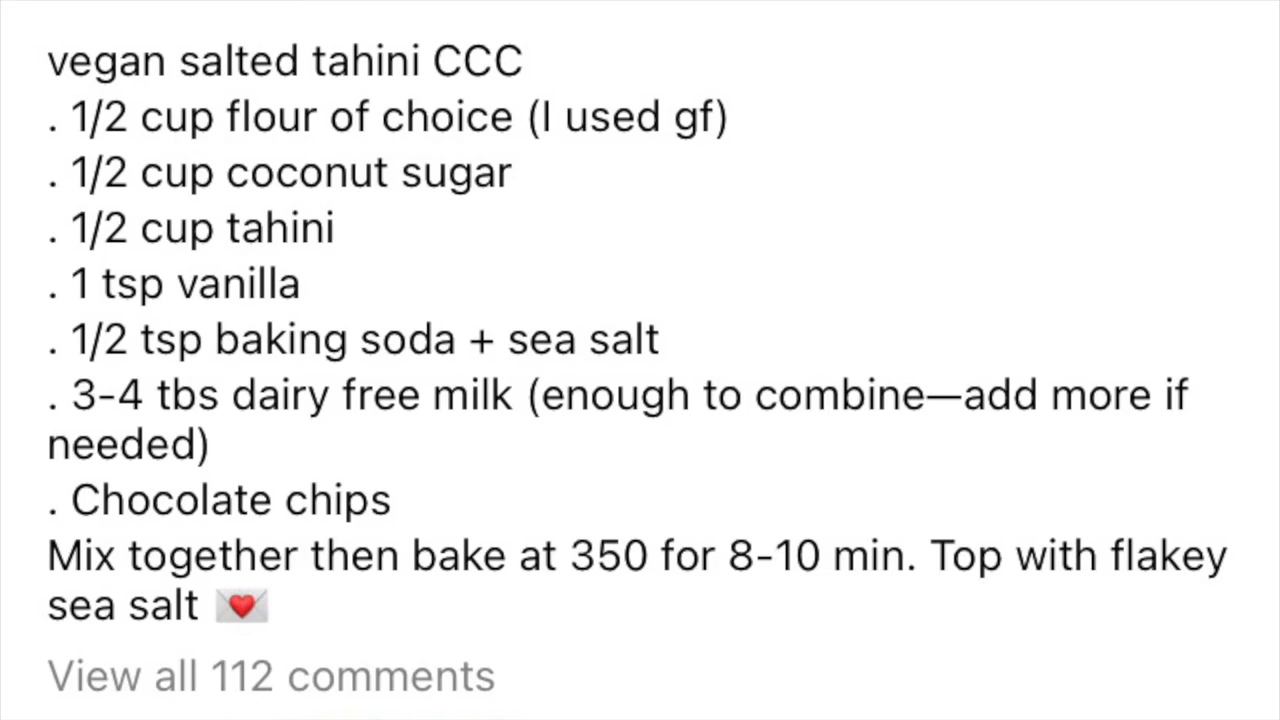 vegan salted tahini CCC
. 1/2 cup flour of choice (I used gf)
. 1/2 cup coconut sugar
. 1/2 cup tahini
. 1 tsp vanilla
. 1/2 tsp baking soda + sea salt
. 3-4 tbs dairy free milk (enough to combine—add more if
needed)
. Chocolate chips
Mix together then bake at 350 for 8-10 min. Top with flakey
sea salt 💌
View all 112 comments